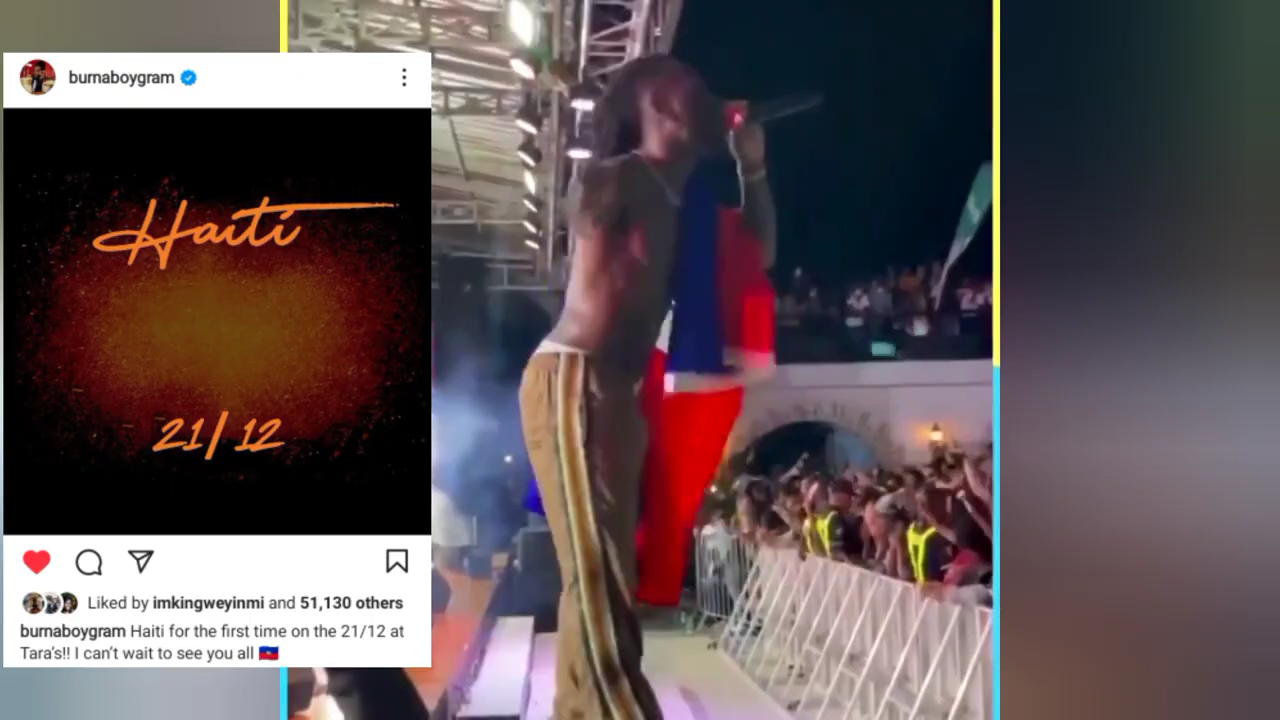 burnaboygram
Haiti
21/12
Liked by imkingweyinmi and 51,130 others
burnaboygram Haiti for the first time on the 21/12 at
Tara's!! I can't wait to see you all